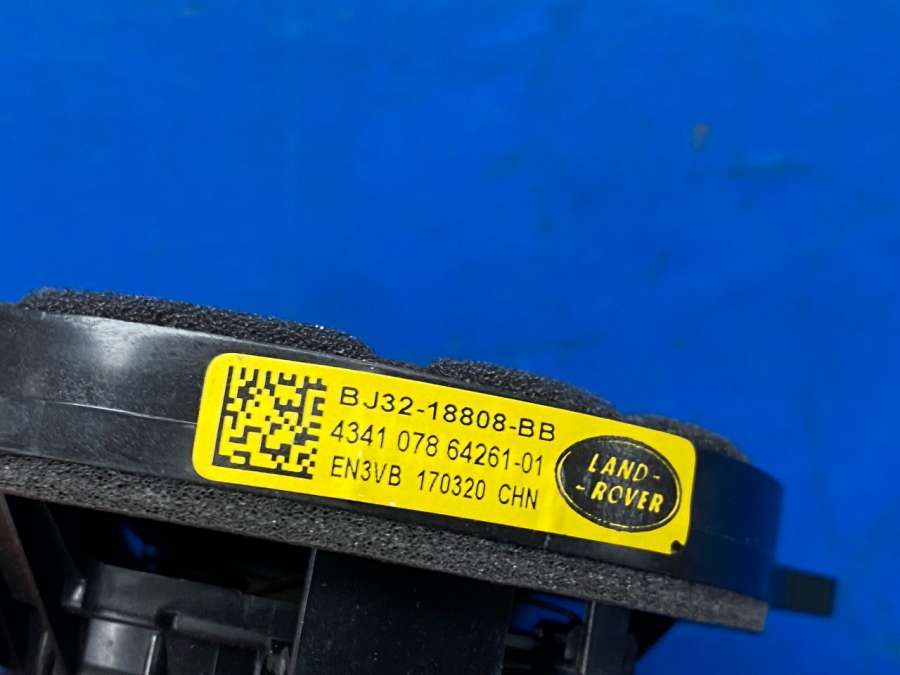 BJ32-18808-BB
4341 078 64261-01
EN3VB 170320 CHN
LAND-
-ROVER